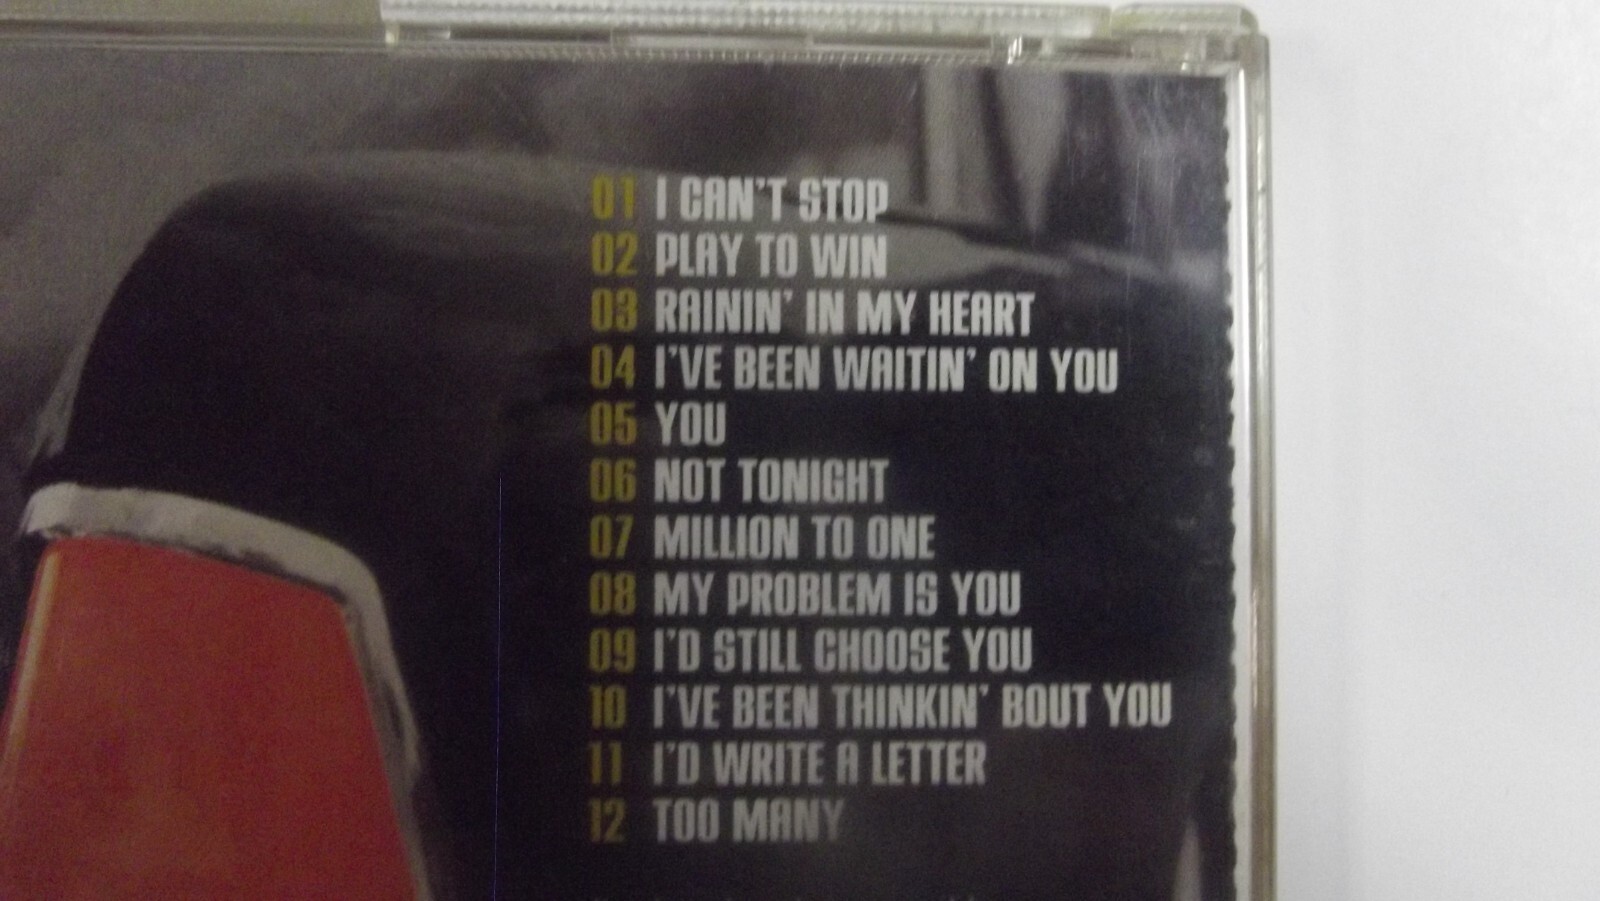 01 I CAN'T STOP
02 PLAY TO WIN
03 RAININ' IN MY HEART
04 I'VE BEEN WAITIN' ON YOU
05 YOU
06 NOT TONIGHT
07 MILLION TO ONE
08 MY PROBLEM IS YOU
09 I'D STILL CHOOSE YOU
10 I'VE BEEN THINKIN' BOUT YOU
11 I'D WRITE A LETTER
12 TOO MANY